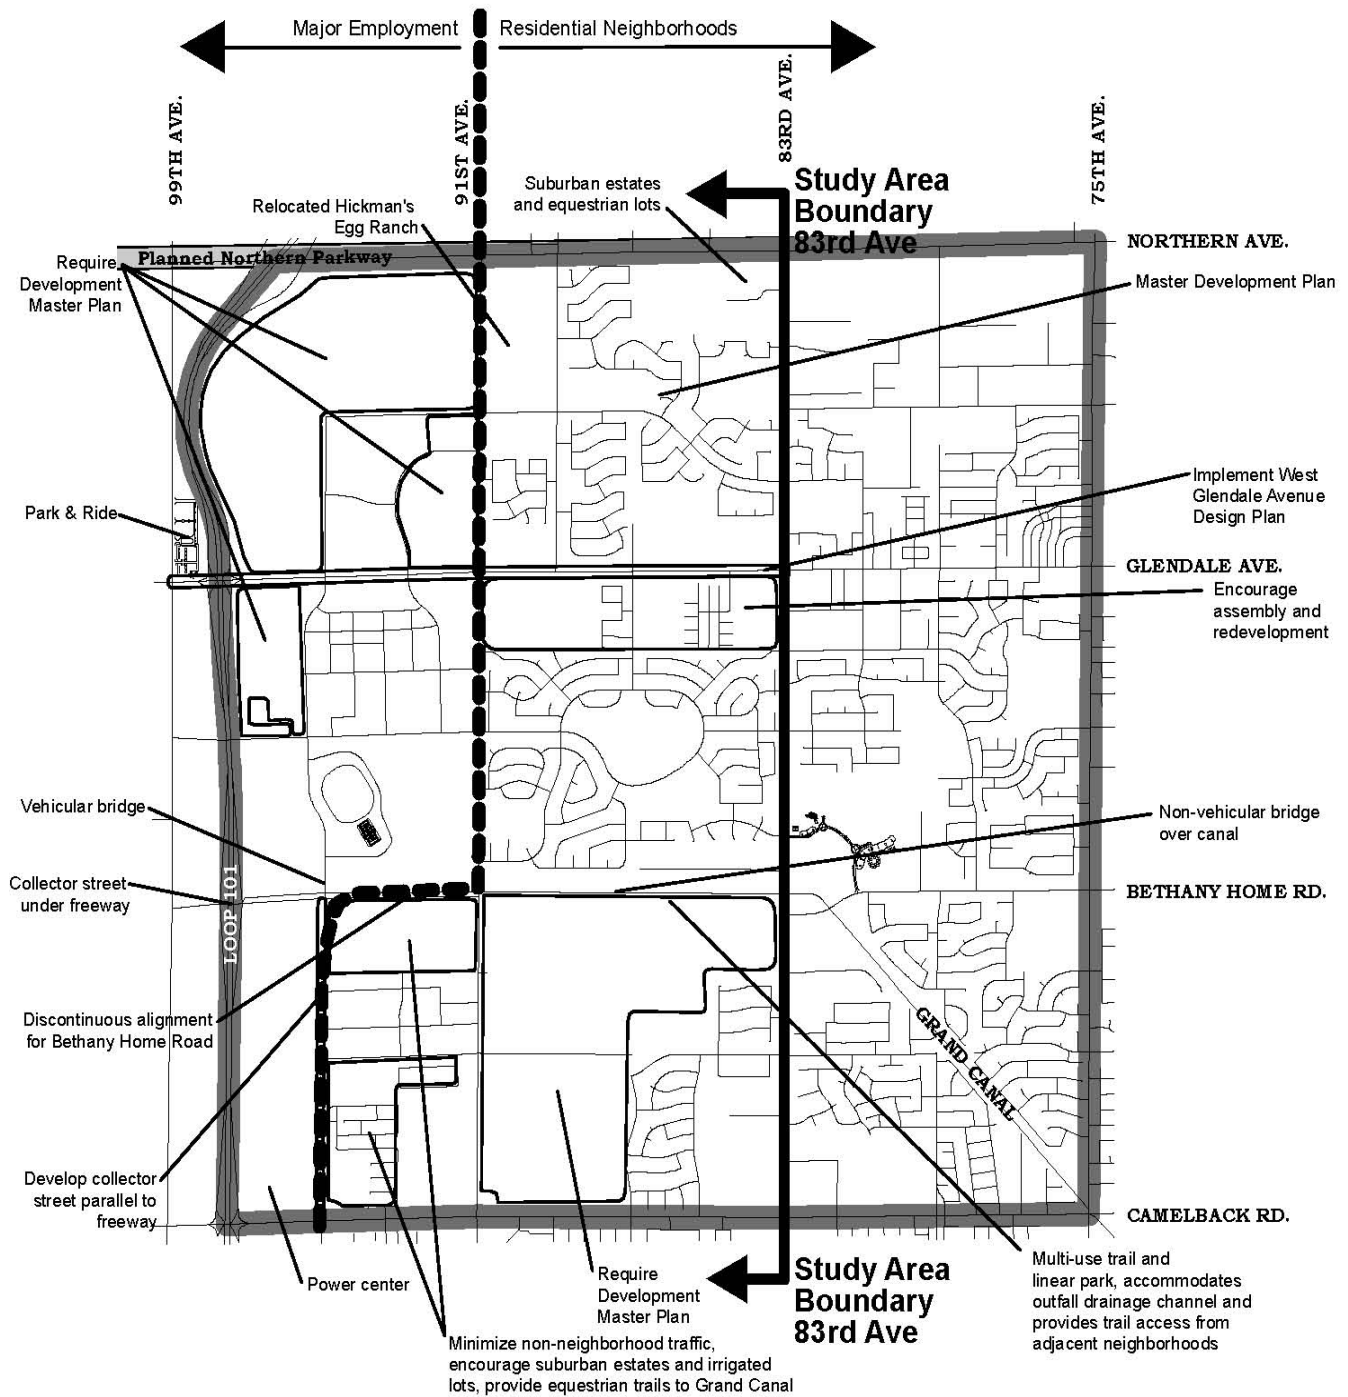 Major Employment
Residential Neighborhoods
99TH AVE.
91ST AVE.
83RD AVE.
75TH AVE.
Suburban estates
and equestrian lots
Study Area
Boundary
83rd Ave
Relocated Hickman's
Egg Ranch
NORTHERN AVE.
Planned Northern Parkway
Require
Development
Master Plan
Master Development Plan
Implement West
Glendale Avenue
Design Plan
Park & Ride
GLENDALE AVE.
Encourage
assembly and
redevelopment
Vehicular bridge
Non-vehicular bridge
over canal
Collector street
under freeway
LOOP 101
BETHANY HOME RD.
Discontinuous alignment
for Bethany Home Road
GRAND CANAL
Develop collector
street parallel to
freeway
CAMELBACK RD.
Power center
Require
Development
Master Plan
Study Area
Boundary
83rd Ave
Multi-use trail and
linear park, accommodates
outfall drainage channel and
provides trail access from
adjacent neighborhoods
Minimize non-neighborhood traffic,
encourage suburban estates and irrigated
lots, provide equestrian trails to Grand Canal